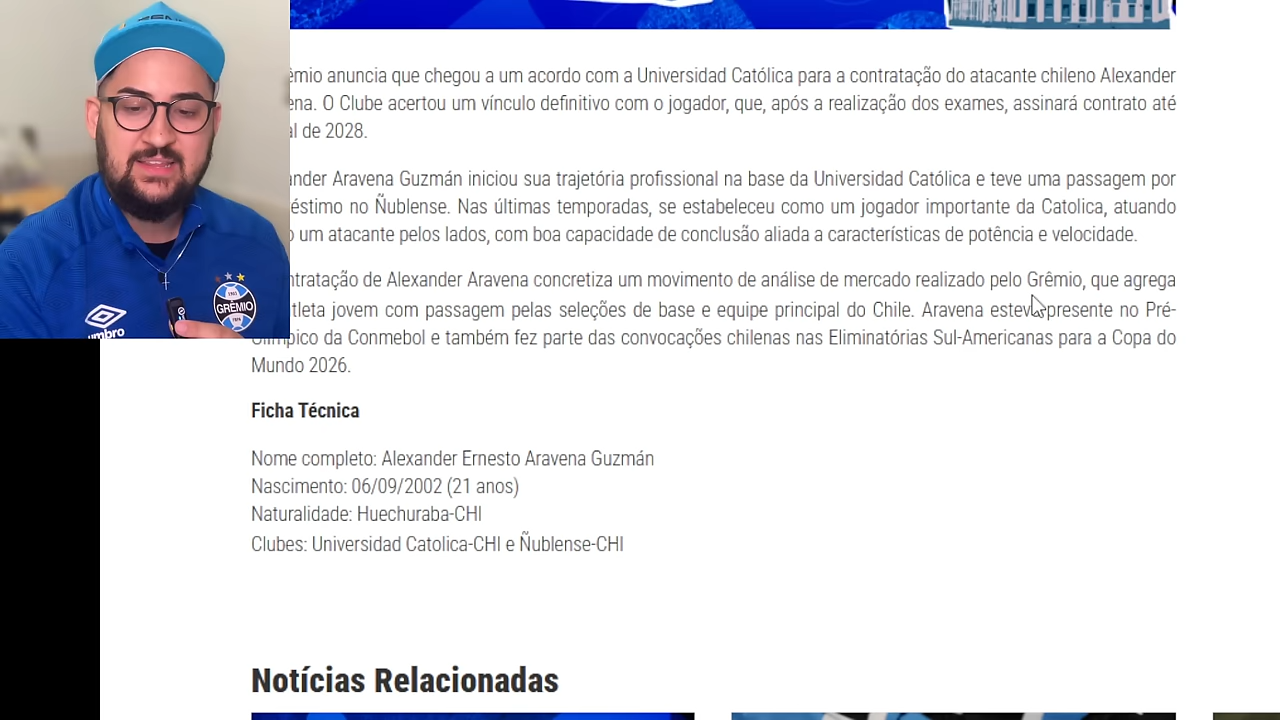 êmio anuncia que chegou a um acordo com a Universidad Católica para a contratação do atacante chileno Alexander
ena. O Clube acertou um vínculo definitivo com o jogador, que, após a realização dos exames, assinará contrato até
al de 2028.
ander Aravena Guzmán iniciou sua trajetória profissional na base da Universidad Católica e teve uma passagem por
éstimo no Ñublense. Nas últimas temporadas, se estabeleceu como um jogador importante da Catolica, atuando
o um atacante pelos lados, com boa capacidade de conclusão aliada a características de potência e velocidade.
ntratação de Alexander Aravena concretiza um movimento de análise de mercado realizado pelo Grêmio, que agrega
tleta jovem com passagem pelas seleções de base e equipe principal do Chile. Aravena esteve presente no Pré-
Olímpico da Conmebol e também fez parte das convocações chilenas nas Eliminatórias Sul-Americanas para a Copa do
Mundo 2026.
Ficha Técnica
Nome completo: Alexander Ernesto Aravena Guzmán
Nascimento: 06/09/2002 (21 anos)
Naturalidade: Huechuraba-CHI
Clubes: Universidad Catolica-CHI e Ñublense-CHI
Notícias Relacionadas
umbro
GRÊMIO